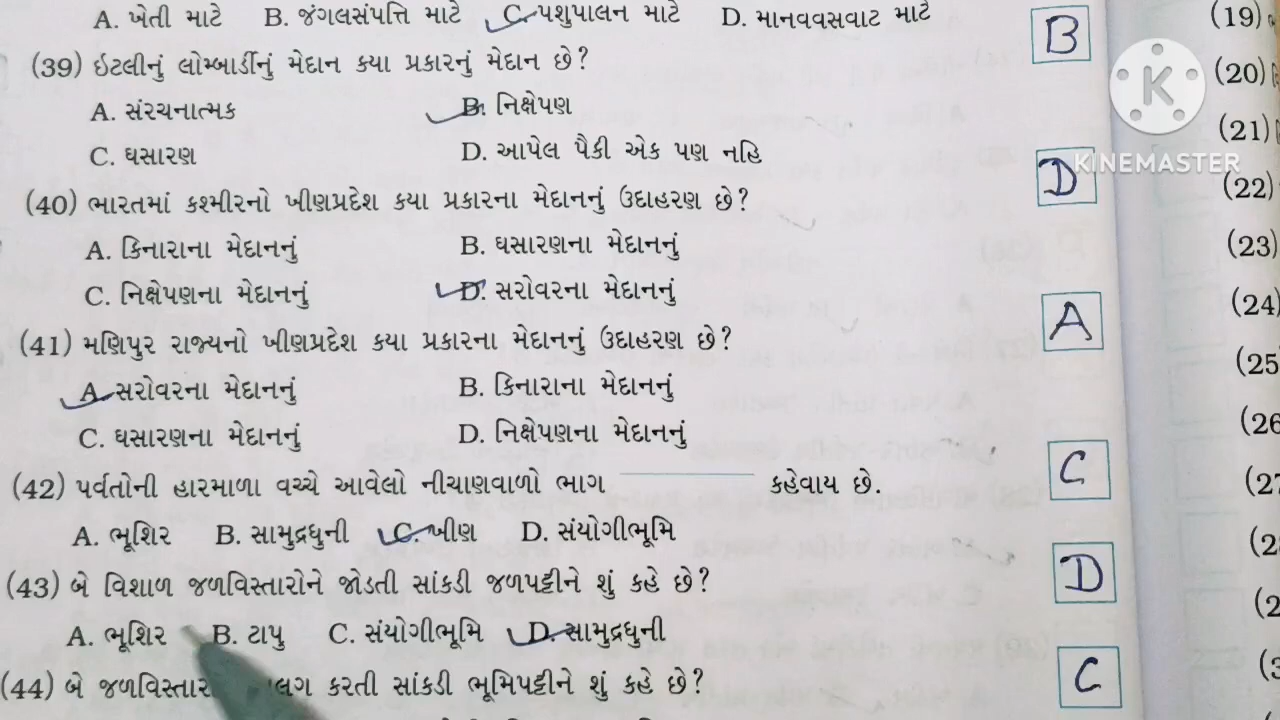 A. ખેતી માટે B. જંગલસંપત્તિ માટે C. પશુપાલન માટે D. માનવવસવાટ માટે
(39) ઇટલીનું લોમ્બાર્ડીનું મેદાન કયા પ્રકારનું મેદાન છે? B
A. સંરચનાત્મક B. નિક્ષેપણ
C. ઘસારણ D. આપેલ પૈકી એક પણ નહિ
(40) ભારતમાં કશ્મીરનો ખીણપ્રદેશ કયા પ્રકારના મેદાનનું ઉદાહરણ છે? D
A. કિનારાના મેદાનનું B. ઘસારણના મેદાનનું
C. નિક્ષેપણના મેદાનનું D. સરોવરના મેદાનનું
(41) મણિપુર રાજ્યનો ખીણપ્રદેશ કયા પ્રકારના મેદાનનું ઉદાહરણ છે? A
A. સરોવરના મેદાનનું B. કિનારાના મેદાનનું
C. ઘસારણના મેદાનનું D. નિક્ષેપણના મેદાનનું
(42) પર્વતોની હારમાળા વચ્ચે આવેલો નીચાણવાળો ભાગ ________ કહેવાય છે. C
A. ભૂશિર B. સામુદ્રધુની C. ખીણ D. સંયોગીભૂમિ
(43) બે વિશાળ જળવિસ્તારોને જોડતી સાંકડી જળપટ્ટીને શું કહે છે? D
A. ભૂશિર B. ટાપુ C. સંયોગીભૂમિ D. સામુદ્રધુની
(44) બે કરતી સાંકડી ભૂમિપટ્ટીને શું કહે છે? C
(19)
(20)
(21)
(22)
(23)
(24)
(25
(26
(27
(2
(2
(3
K
KINEMASTER